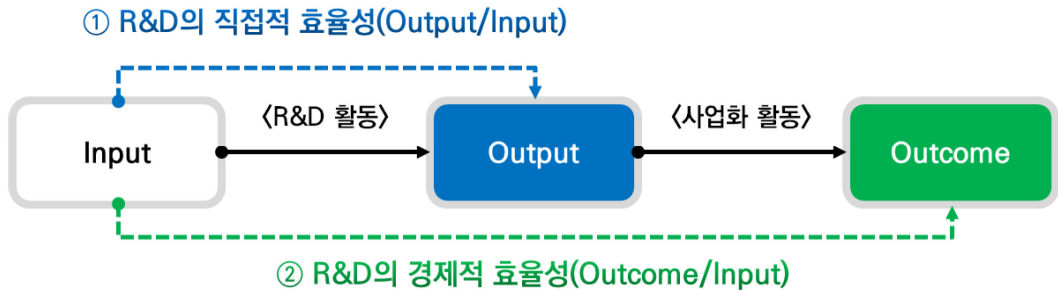 ① R&D의 직접적 효율성(Output/Input)
〈R&D 활동〉
〈사업화 활동〉
Input
Output
Outcome
② R&D의 경제적 효율성(Outcome/Input)